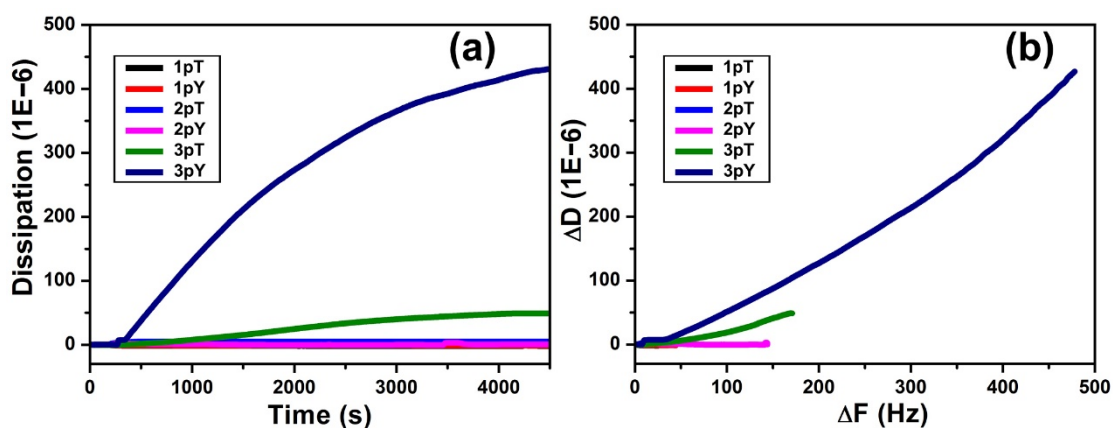 (a)
Dissipation (1E−6)
500
400
300
200
100
0
1pT
1pY
2pT
2pY
3pT
3pY
0 1000 2000 3000 4000
Time (s)
(b)
ΔD (1E−6)
500
400
300
200
100
0
1pT
1pY
2pT
2pY
3pT
3pY
0 100 200 300 400 500
ΔF (Hz)